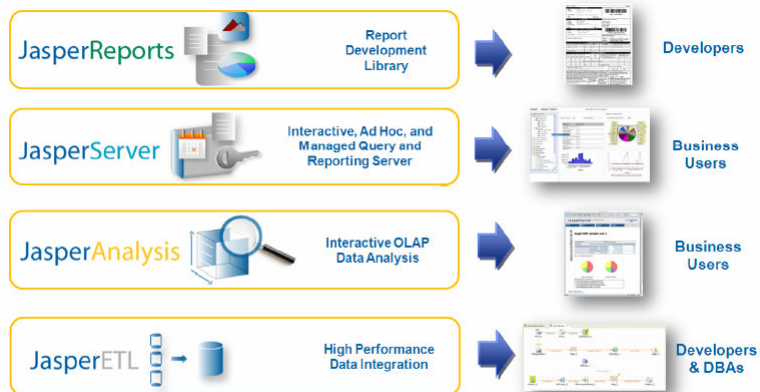 JasperReports
Report
Development
Library
Developers
JasperServer
Interactive, Ad Hoc, and
Managed Query and
Reporting Server
Business
Users
JasperAnalysis
Interactive OLAP
Data Analysis
Business
Users
JasperETL
High Performance
Data Integration
Developers
& DBAs